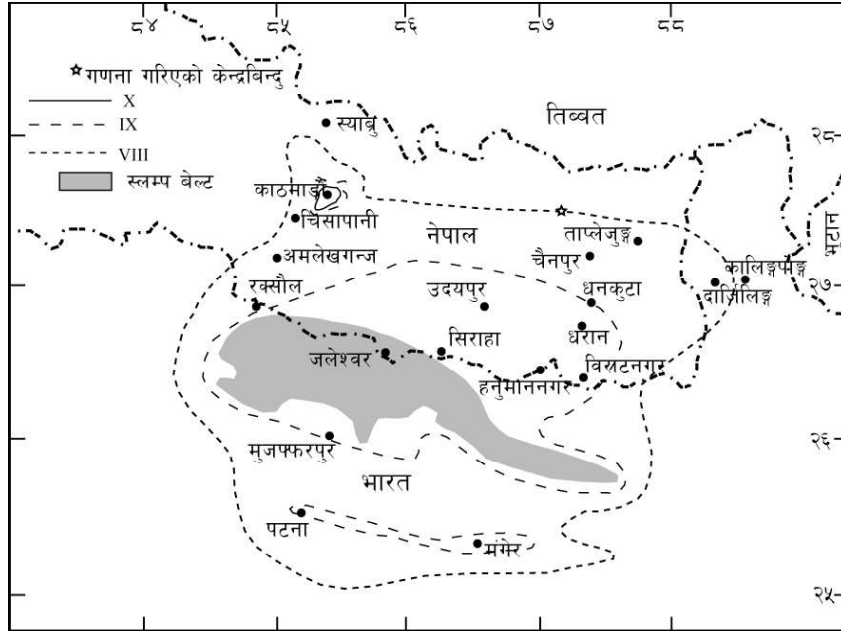 ८४ ८५ ८६ ८७ ८८
गणना गरिएको केन्द्रबिन्दु
X
IX
VIII
स्लम्प बेल्ट
तिब्बत
स्याब्रु
२८
काठमाडौं
चिसापानी
नेपाल
ताप्लेजुङ्ग
भुटान
अमलेखगन्ज
चैनपुर
कालिङ्गपोङ्ग
२७
दार्जिलिङ्ग
रक्सौल
उदयपुर
धनकुटा
धरान
जलेश्वर
सिराहा
हनुमाननगर
विराटनगर
२६
मुजफ्फरपुर
भारत
पटना
मुंगेर
२५